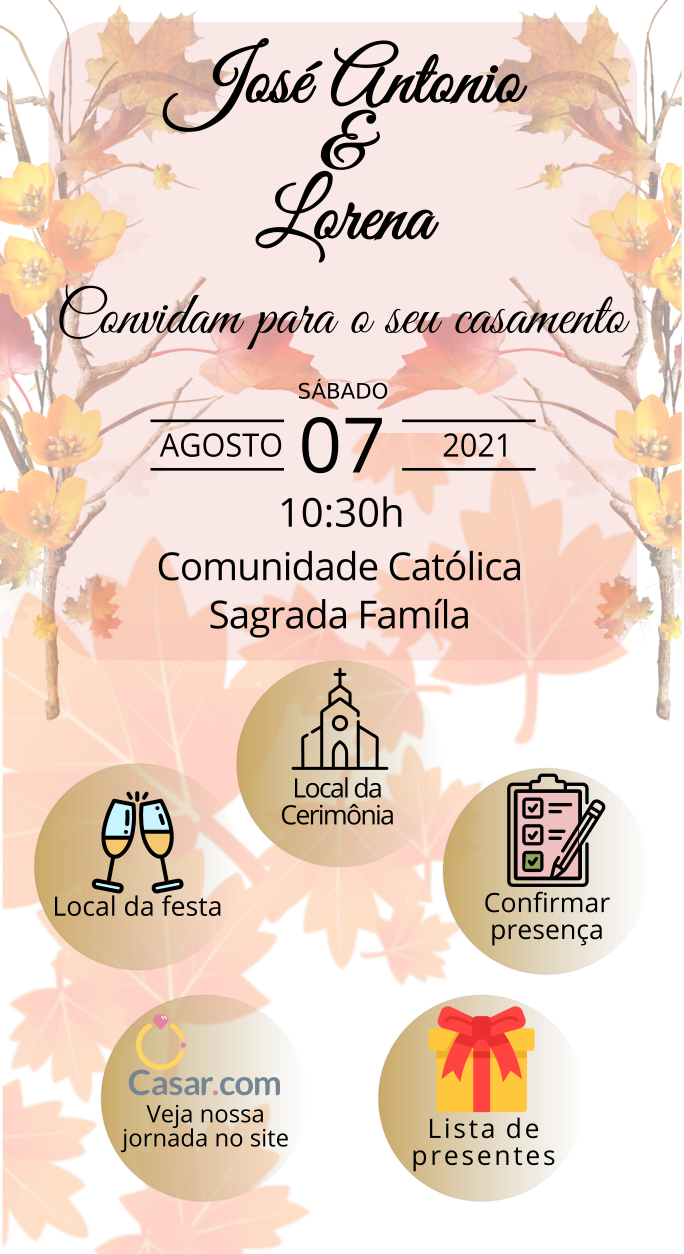 José Antonio
&
Lorena
Convidam para o seu casamento
SÁBADO
AGOSTO 07 2021
10:30h
Comunidade Católica
Sagrada Famíla
Local da
Cerimônia
Local da festa
Confirmar
presença
Casar.com
Veja nossa
jornada no site
Lista de
presentes